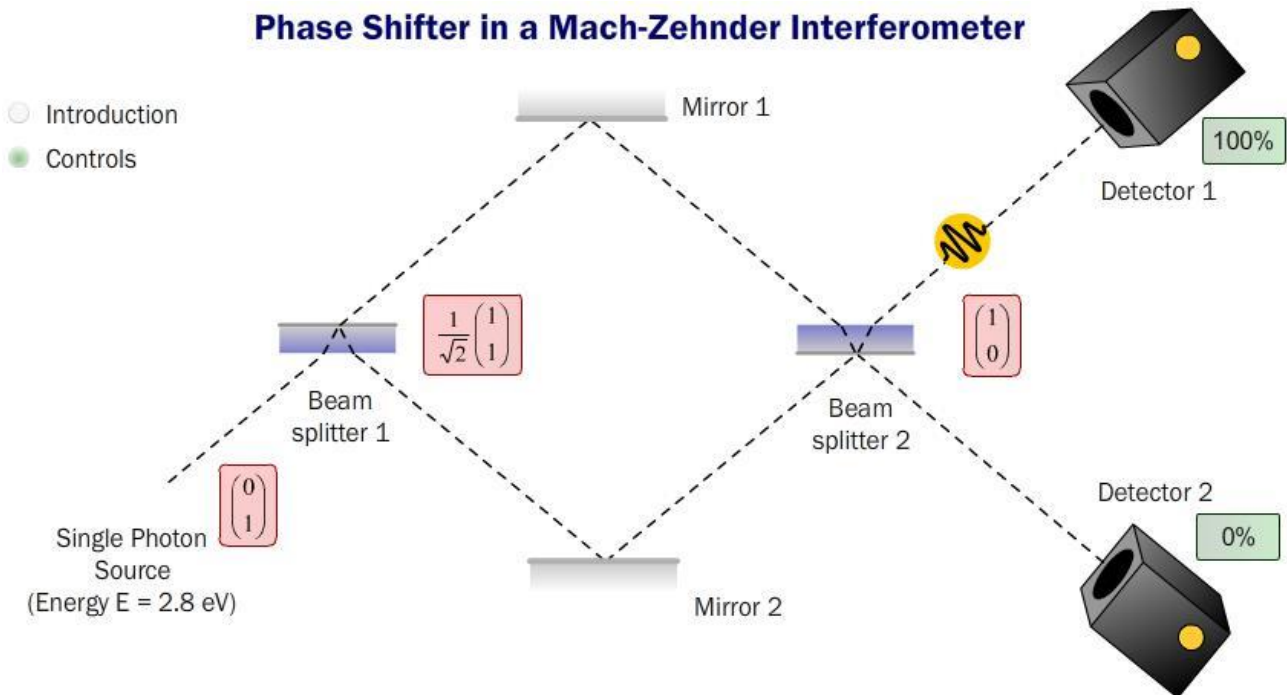 Phase Shifter in a Mach-Zehnder Interferometer
Introduction
Controls
Mirror 1
100%
Detector 1
1
√2
(1
1)
Beam
splitter 1
Beam
splitter 2
(1
0)
(0
1)
Single Photon
Source
(Energy E = 2.8 eV)
Mirror 2
Detector 2
0%